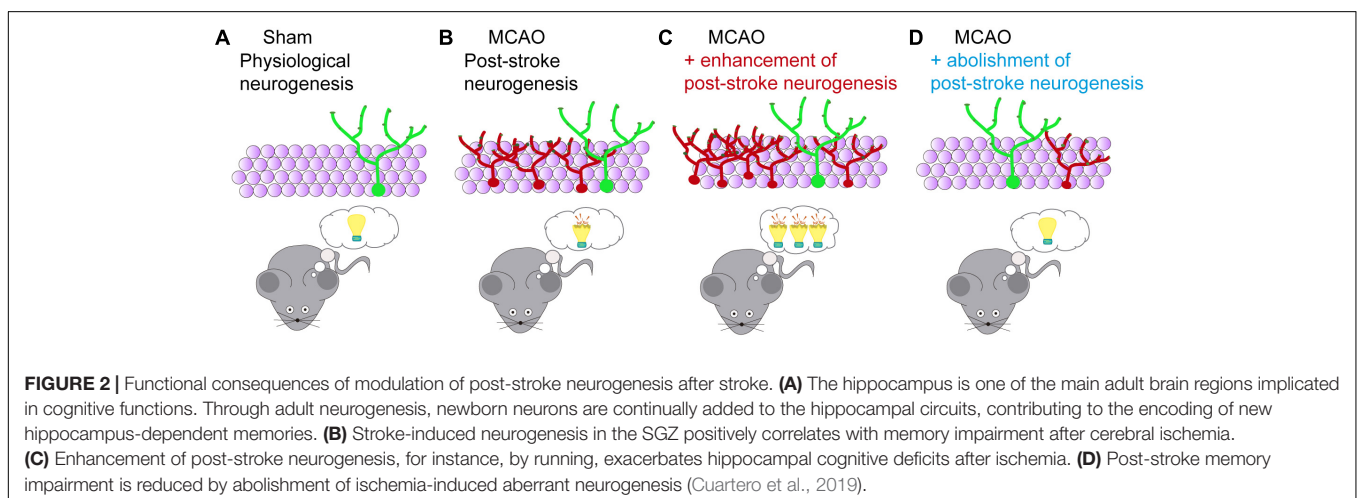 A Sham
Physiological
neurogenesis
B MCAO
Post-stroke
neurogenesis
C MCAO
+ enhancement of
post-stroke neurogenesis
D MCAO
+ abolishment of
post-stroke neurogenesis
FIGURE 2 | Functional consequences of modulation of post-stroke neurogenesis after stroke. (A) The hippocampus is one of the main adult brain regions implicated
in cognitive functions. Through adult neurogenesis, newborn neurons are continually added to the hippocampal circuits, contributing to the encoding of new
hippocampus-dependent memories. (B) Stroke-induced neurogenesis in the SGZ positively correlates with memory impairment after cerebral ischemia.
(C) Enhancement of post-stroke neurogenesis, for instance, by running, exacerbates hippocampal cognitive deficits after ischemia. (D) Post-stroke memory
impairment is reduced by abolishment of ischemia-induced aberrant neurogenesis (Cuartero et al., 2019).